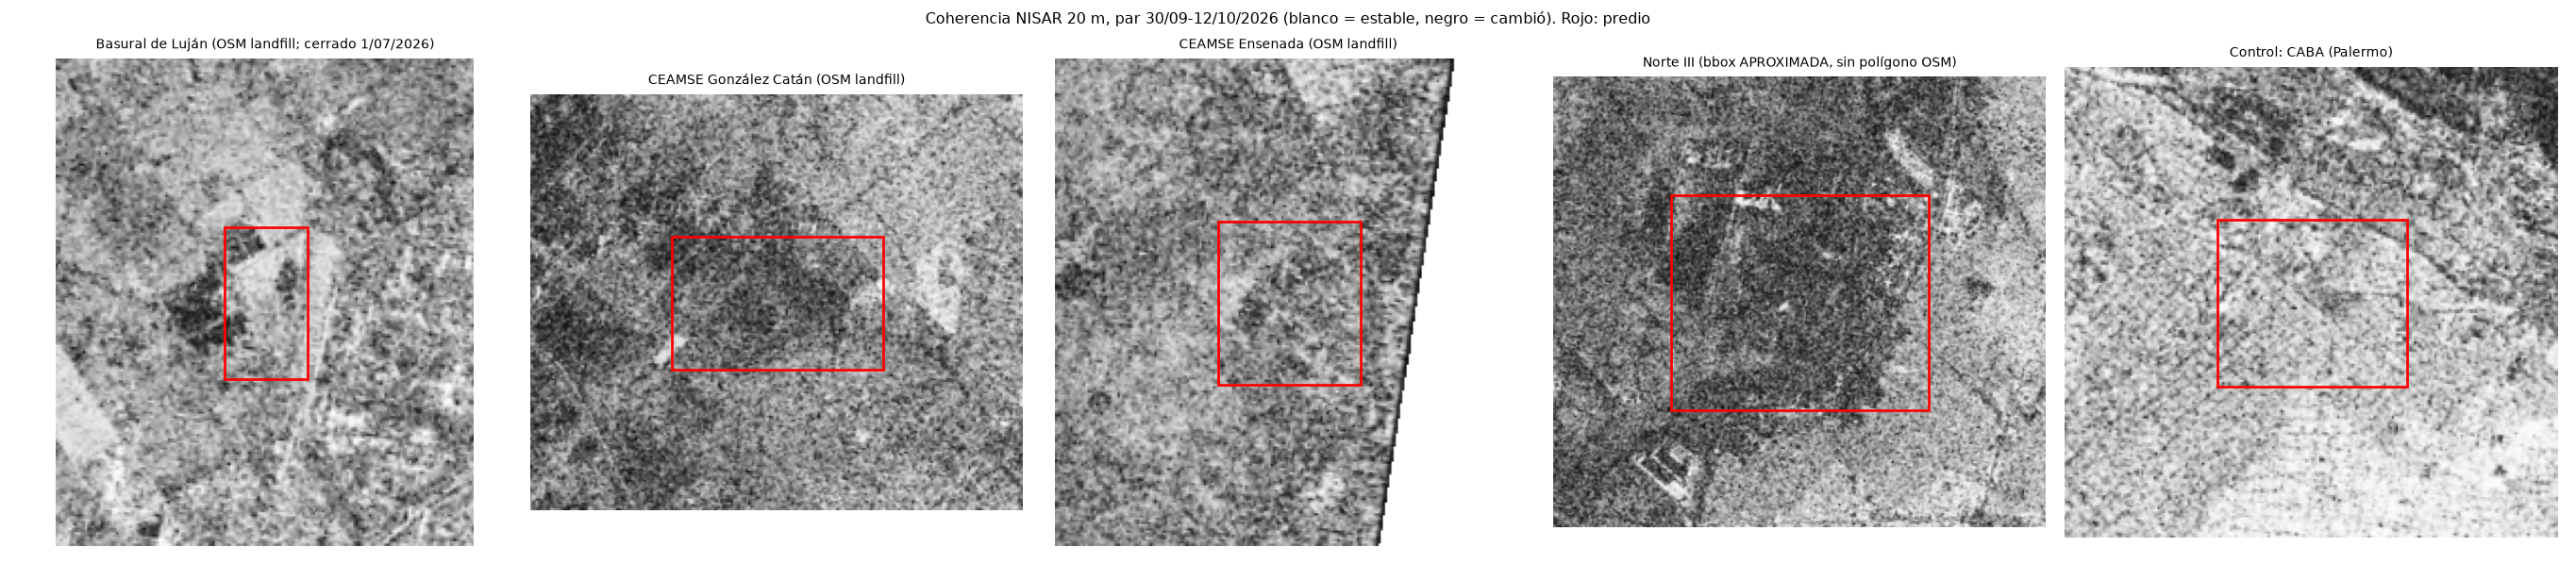 Coherencia NISAR 20 m, par 30/09-12/10/2026 (blanco = estable, negro = cambió). Rojo: predio
Basural de Luján (OSM landfill; cerrado 1/07/2026)
CEAMSE González Catán (OSM landfill)
CEAMSE Ensenada (OSM landfill)
Norte III (bbox APROXIMADA, sin polígono OSM)
Control: CABA (Palermo)